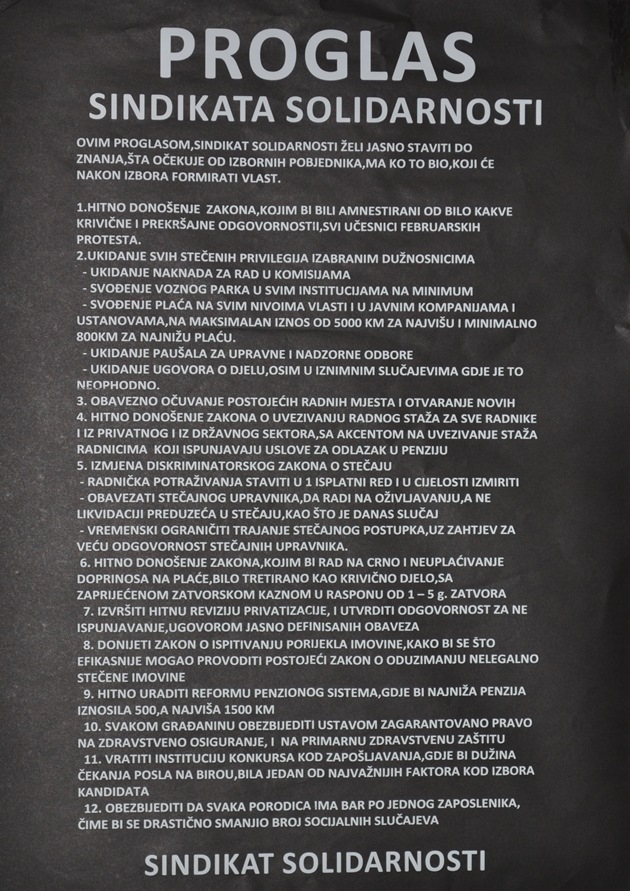 PROGLAS
SINDIKATA SOLIDARNOSTI
OVIM PROGLASOM,SINDIKAT SOLIDARNOSTI ŽELI JASNO STAVITI DO
ZNANJA,ŠTA OČEKUJE OD IZBORNIH POBJEDNIKA,MA KO TO BIO,KOJI ĆE
NAKON IZBORA FORMIRATI VLAST.
1.HITNO DONOŠENJE ZAKONA,KOJIM BI BILI AMNESTIRANI OD BILO KAKVE
KRIVIČNE I PREKRŠAJNE ODGOVORNOSTII,SVI UČESNICI FEBRUARSKIH
PROTESTA.
2.UKIDANJE SVIH STEČENIH PRIVILEGIJA IZABRANIM DUŽNOSNICIMA
- UKIDANJE NAKNADA ZA RAD U KOMISIJAMA
- SVOĐENJE VOZNOG PARKA U SVIM INSTITUCIJAMA NA MINIMUM
- SVOĐENJE PLAĆA NA SVIM NIVOIMA VLASTI I U JAVNIM KOMPANIJAMA I
USTANOVAMA,NA MAKSIMALAN IZNOS OD 5000 KM ZA NAJVIŠU I MINIMALNO
800KM ZA NAJNIŽU PLAĆU.
- UKIDANJE PAUŠALA ZA UPRAVNE I NADZORNE ODBORE
- UKIDANJE UGOVORA O DJELU,OSIM U IZNIMNIM SLUČAJEVIMA GDJE JE TO
NEOPHODNO.
3. OBAVEZNO OČUVANJE POSTOJEĆIH RADNIH MJESTA I OTVARANJE NOVIH
4. HITNO DONOŠENJE ZAKONA O UVEZIVANJU RADNOG STAŽA ZA SVE RADNIKE
I IZ PRIVATNOG I IZ DRŽAVNOG SEKTORA,SA AKCENTOM NA UVEZIVANJE STAŽA
RADNICIMA KOJI ISPUNJAVAJU USLOVE ZA ODLAZAK U PENZIJU
5. IZMJENA DISKRIMINATORSKOG ZAKONA O STEČAJU
- RADNIČKA POTRAŽIVANJA STAVITI U 1 ISPLATNI RED I U CIJELOSTI IZMIRITI
- OBAVEZATI STEČAJNOG UPRAVNIKA,DA RADI NA OŽIVLJAVANJU,A NE
LIKVIDACIJI PREDUZEĆA U STEČAJU,KAO ŠTO JE DANAS SLUČAJ
- VREMENSKI OGRANIČITI TRAJANJE STEČAJNOG POSTUPKA,UZ ZAHTJEV ZA
VEĆU ODGOVORNOST STEČAJNIH UPRAVNIKA.
6. HITNO DONOŠENJE ZAKONA,KOJIM BI RAD NA CRNO I NEUPLAĆIVANJE
DOPRINOSA NA PLAĆE,BILO TRETIRANO KAO KRIVIČNO DJELO,SA
ZAPRIJEĆENOM ZATVORSKOM KAZNOM U RASPONU OD 1 – 5 g. ZATVORA
7. IZVRŠITI HITNU REVIZIJU PRIVATIZACIJE, I UTVRDITI ODGOVORNOST ZA NE
ISPUNJAVANJE,UGOVOROM JASNO DEFINISANIH OBAVEZA
8. DONIJETI ZAKON O ISPITIVANJU PORIJEKLA IMOVINE,KAKO BI SE ŠTO
EFIKASNIJE MOGAO PROVODITI POSTOJEĆI ZAKON O ODUZIMANJU NELEGALNO
STEČENE IMOVINE
9. HITNO URADITI REFORMU PENZIONOG SISTEMA,GDJE BI NAJNIŽA PENZIJA
IZNOSILA 500,A NAJVIŠA 1500 KM
10. SVAKOM GRAĐANINU OBEZBIJEDITI USTAVOM ZAGARANTOVANO PRAVO
NA ZDRAVSTVENO OSIGURANJE, I NA PRIMARNU ZDRAVSTVENU ZAŠTITU
11. VRATITI INSTITUCIJU KONKURSA KOD ZAPOŠLJAVANJA,GDJE BI DUŽINA
ČEKANJA POSLA NA BIROU,BILA JEDAN OD NAJVAŽNIJIH FAKTORA KOD IZBORA
KANDIDATA
12. OBEZBIJEDITI DA SVAKA PORODICA IMA BAR PO JEDNOG ZAPOSLENIKA,
ČIME BI SE DRASTIČNO SMANJIO BROJ SOCIJALNIH SLUČAJEVA
SINDIKAT SOLIDARNOSTI